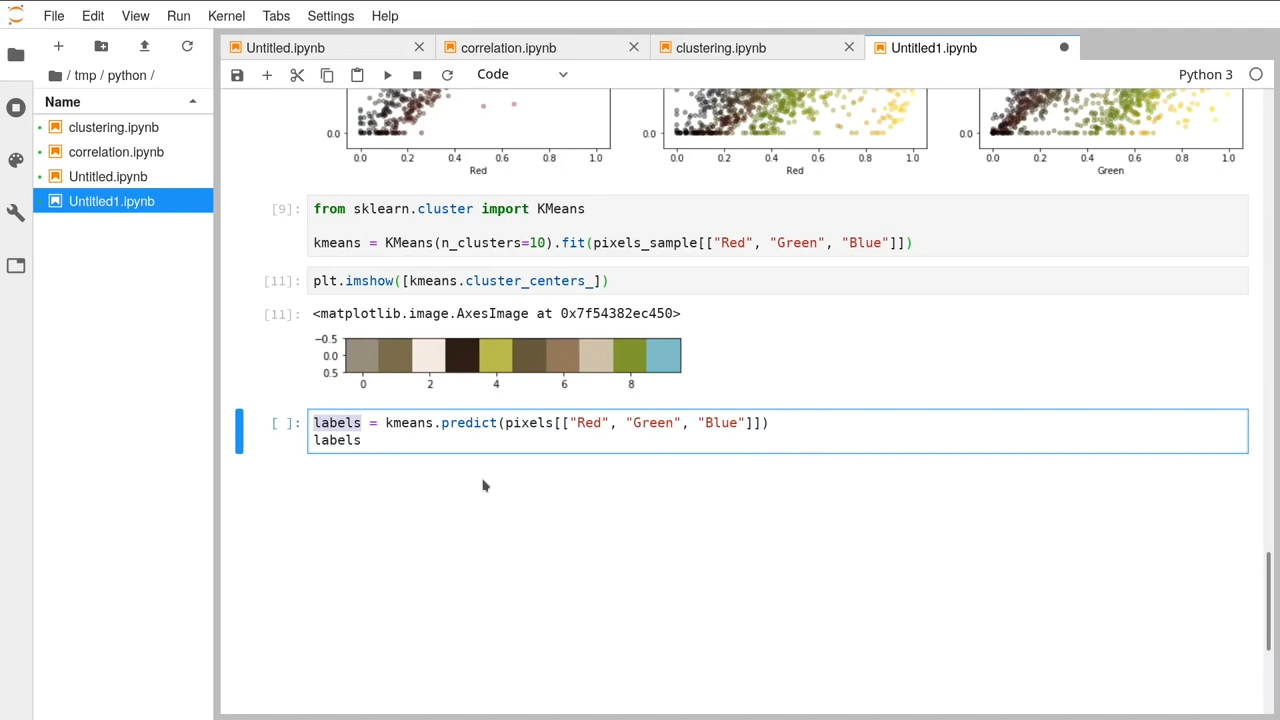 File Edit View Run Kernel Tabs Settings Help
/ tmp / python /
Name
clustering.ipynb
correlation.ipynb
Untitled.ipynb
Untitled1.ipynb
Untitled.ipynb correlation.ipynb clustering.ipynb Untitled1.ipynb
Code Python 3
0.0 0.0 0.0
0.0 0.2 0.4 0.6 0.8 1.0 0.0 0.2 0.4 0.6 0.8 1.0 0.0 0.2 0.4 0.6 0.8 1.0
Red Red Green
[9]: from sklearn.cluster import KMeans
kmeans = KMeans(n_clusters=10).fit(pixels_sample[["Red", "Green", "Blue"]])
[11]: plt.imshow([kmeans.cluster_centers_])
[11]: <matplotlib.image.AxesImage at 0x7f54382ec450>
−0.5
0.0
0.5
0 2 4 6 8
[ ]: labels = kmeans.predict(pixels[["Red", "Green", "Blue"]])
labels